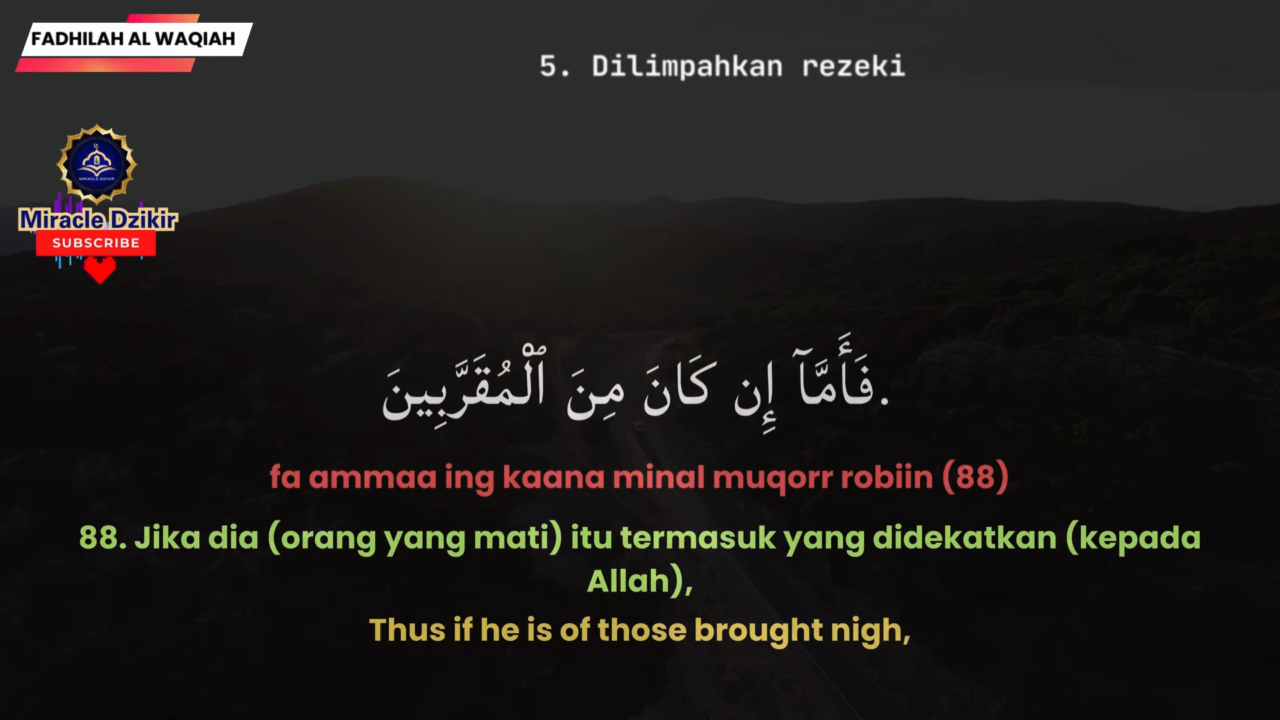 FADHILAH AL WAQIAH
5. Dilimpahkan rezeki
MIRACLE DZIKIR
Miracle Dzikir
SUBSCRIBE
فَأَمَّآ إِن كَانَ مِنَ ٱلْمُقَرَّبِينَ.
fa ammaa ing kaana minal muqorr robiin (88)
88. Jika dia (orang yang mati) itu termasuk yang didekatkan (kepada
Allah),
Thus if he is of those brought nigh,